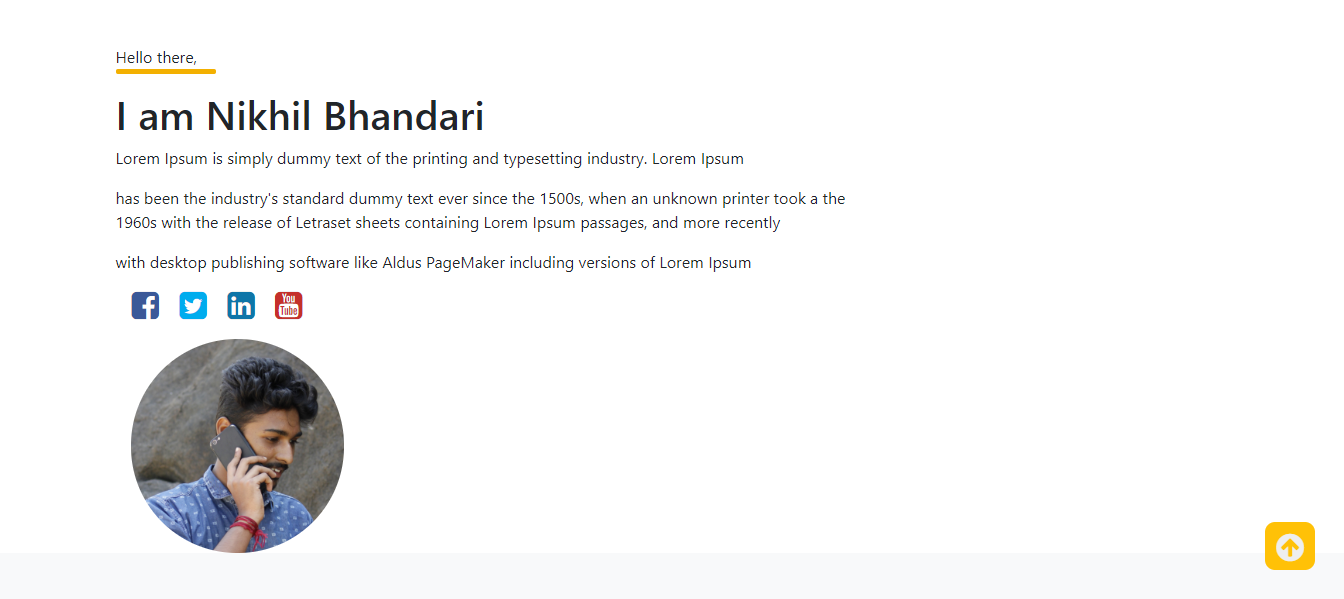 Hello there,
I am Nikhil Bhandari
Lorem Ipsum is simply dummy text of the printing and typesetting industry. Lorem Ipsum
has been the industry's standard dummy text ever since the 1500s, when an unknown printer took a the
1960s with the release of Letraset sheets containing Lorem Ipsum passages, and more recently
with desktop publishing software like Aldus PageMaker including versions of Lorem Ipsum
f in You Tube